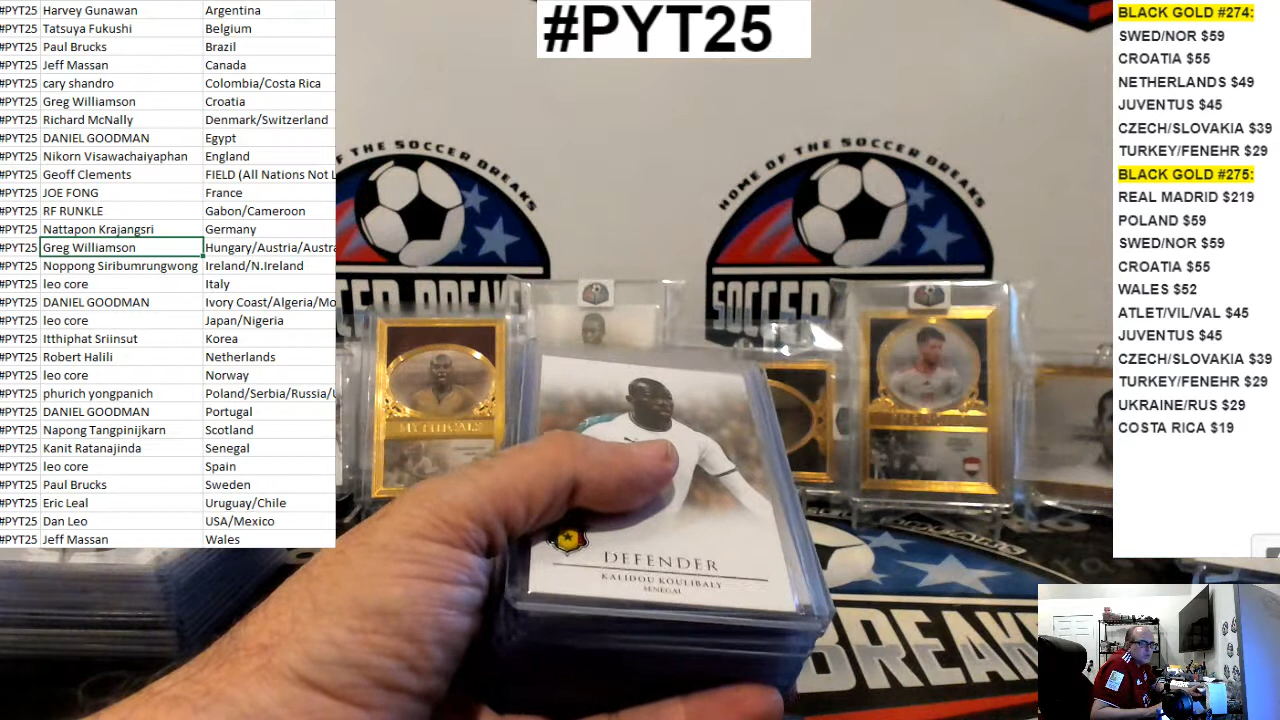 #PYT25 Harvey Gunawan Argentina
#PYT25 Tatsuya Fukushi Belgium
#PYT25 Paul Brucks Brazil
#PYT25 Jeff Massan Canada
#PYT25 cary shandro Colombia/Costa Rica
#PYT25 Greg Williamson Croatia
#PYT25 Richard McNally Denmark/Switzerland
#PYT25 DANIEL GOODMAN Egypt
#PYT25 Nikorn Visawachaiyaphan England
#PYT25 Geoff Clements FIELD (All Nations Not L
#PYT25 JOE FONG France
#PYT25 RF RUNKLE Gabon/Cameroon
#PYT25 Nattapon Krajangsri Germany
#PYT25 Greg Williamson Hungary/Austria/Austra
#PYT25 Noppong Siribumrungwong Ireland/N.Ireland
#PYT25 leo core Italy
#PYT25 DANIEL GOODMAN Ivory Coast/Algeria/Mo
#PYT25 leo core Japan/Nigeria
#PYT25 Itthiphat Sriinsut Korea
#PYT25 Robert Halili Netherlands
#PYT25 leo core Norway
#PYT25 phurich yongpanich Poland/Serbia/Russia/U
#PYT25 DANIEL GOODMAN Portugal
#PYT25 Napong Tangpinijkarn Scotland
#PYT25 Kanit Ratanajinda Senegal
#PYT25 leo core Spain
#PYT25 Paul Brucks Sweden
#PYT25 Eric Leal Uruguay/Chile
#PYT25 Dan Leo USA/Mexico
#PYT25 Jeff Massan Wales
#PYT25
F THE SOCCER BREAKS
HOME OF THE SOCCER BREAKS
SOCCER
MYTHICALS
DEFENDER
KALIDOU KOULIBALY
SENEGAL
BREAK
BLACK GOLD #274:
SWED/NOR $59
CROATIA $55
NETHERLANDS $49
JUVENTUS $45
CZECH/SLOVAKIA $39
TURKEY/FENEHR $29
BLACK GOLD #275:
REAL MADRID $219
POLAND $59
SWED/NOR $59
CROATIA $55
WALES $52
ATLET/VIL/VAL $45
JUVENTUS $45
CZECH/SLOVAKIA $39
TURKEY/FENEHR $29
UKRAINE/RUS $29
COSTA RICA $19